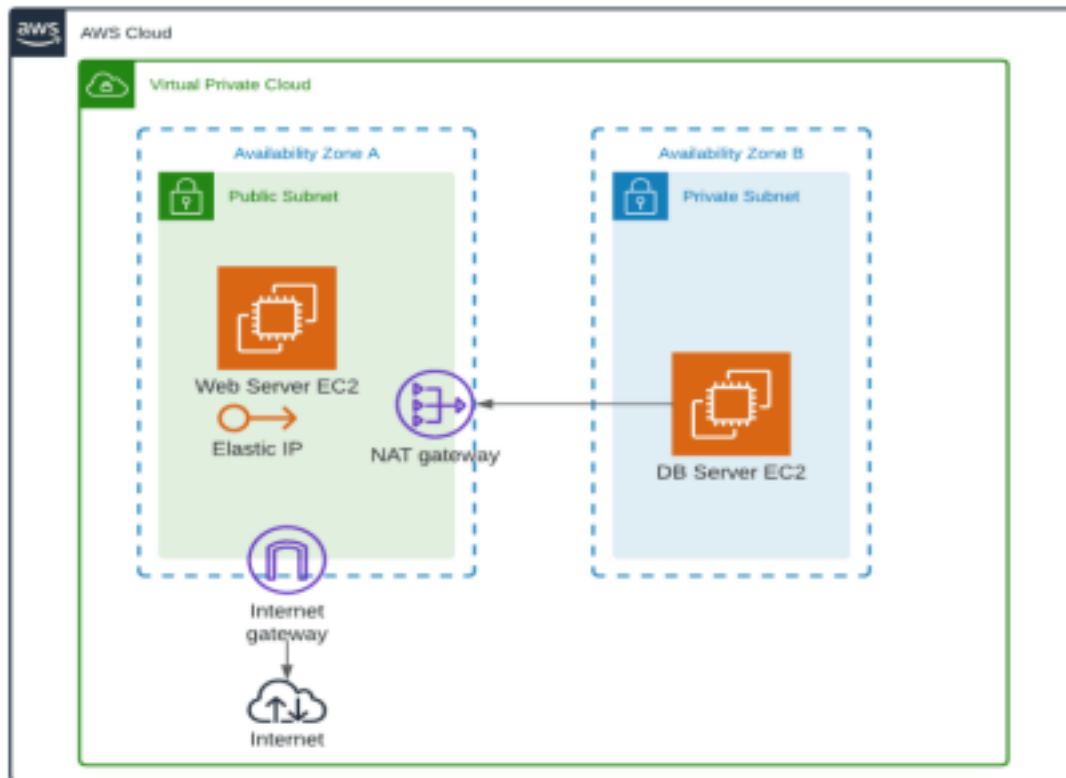 aws
AWS Cloud
Virtual Private Cloud
Availability Zone A
Public Subnet
Web Server EC2
Elastic IP
NAT gateway
Internet
gateway
Internet
Availability Zone B
Private Subnet
DB Server EC2